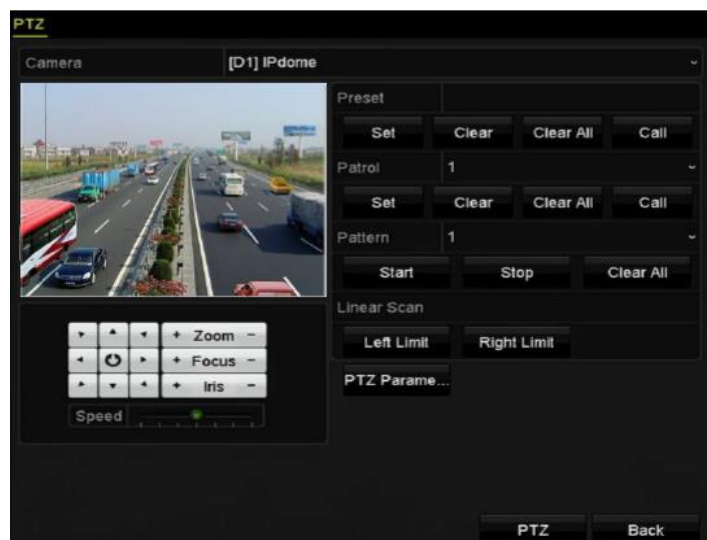 PTZ
Camera [D1] IPdome
Preset
Set Clear Clear All Call
Patrol 1
Set Clear Clear All Call
Pattern 1
Start Stop Clear All
Linear Scan
Left Limit Right Limit
PTZ Parame...
+ Zoom -
+ Focus -
+ Iris -
Speed
PTZ Back